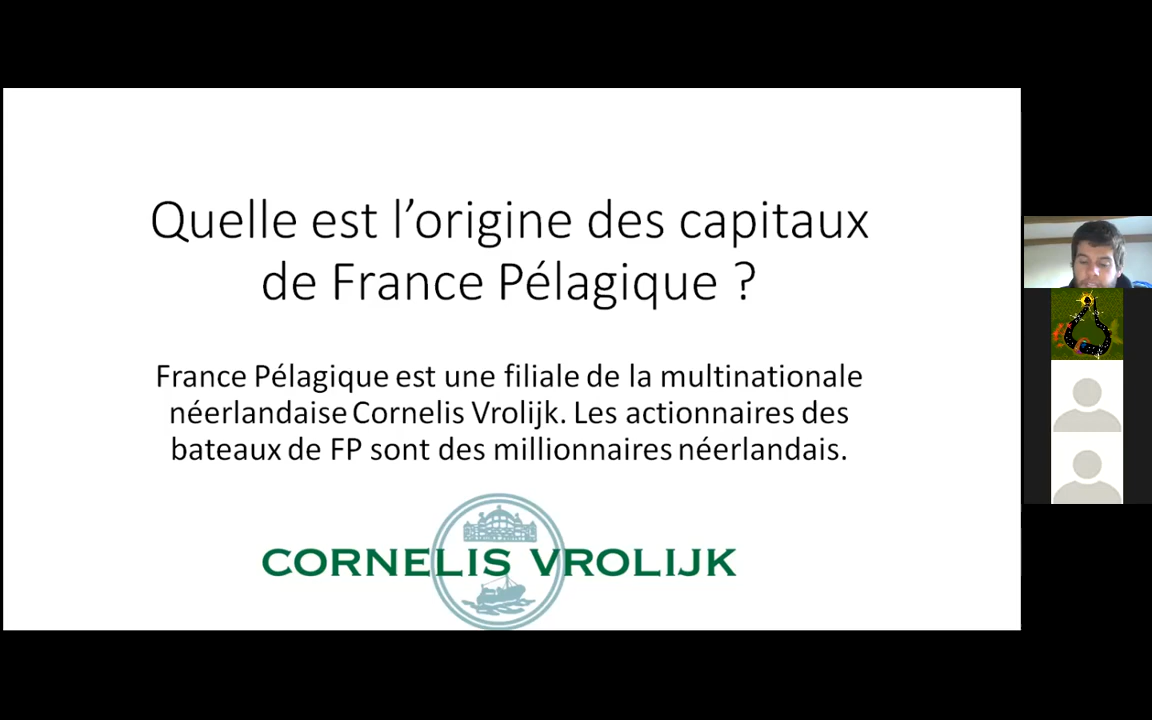 Quelle est l’origine des capitaux
de France Pélagique ?
France Pélagique est une filiale de la multinationale
néerlandaise Cornelis Vrolijk. Les actionnaires des
bateaux de FP sont des millionnaires néerlandais.
CORNELIS VROLIJK